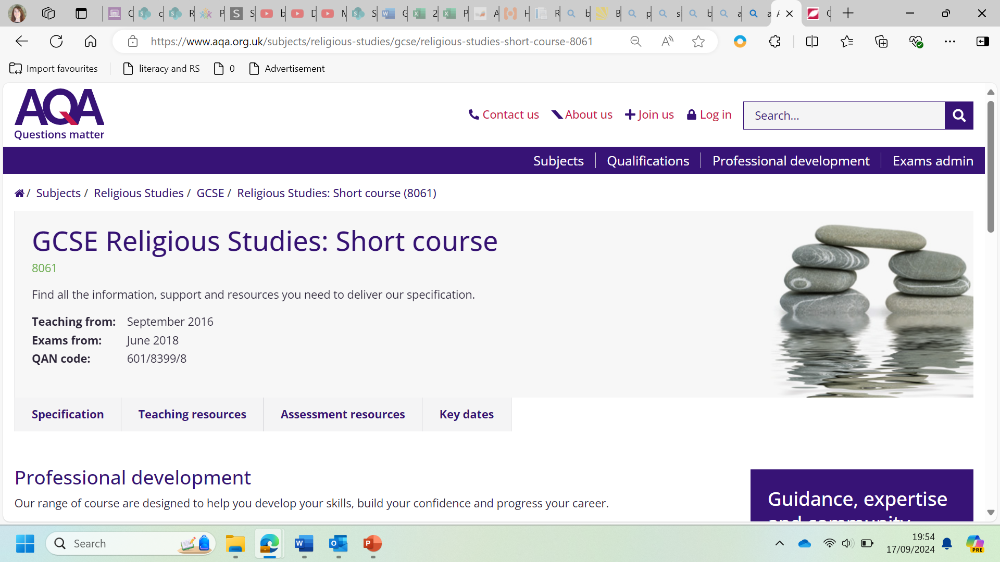 https://www.aqa.org.uk/subjects/religious-studies/gcse/religious-studies-short-course-8061
Import favourites
literacy and RS
0
Advertisement
AQA
Questions matter
Contact us
About us
Join us
Log in
Search...
Subjects
Qualifications
Professional development
Exams admin
/ Subjects / Religious Studies / GCSE / Religious Studies: Short course (8061)
GCSE Religious Studies: Short course
8061
Find all the information, support and resources you need to deliver our specification.
Teaching from: September 2016
Exams from: June 2018
QAN code: 601/8399/8
Specification
Teaching resources
Assessment resources
Key dates
Professional development
Our range of course are designed to help you develop your skills, build your confidence and progress your career.
Guidance, expertise
and community
Search
19:54
17/09/2024
PRE